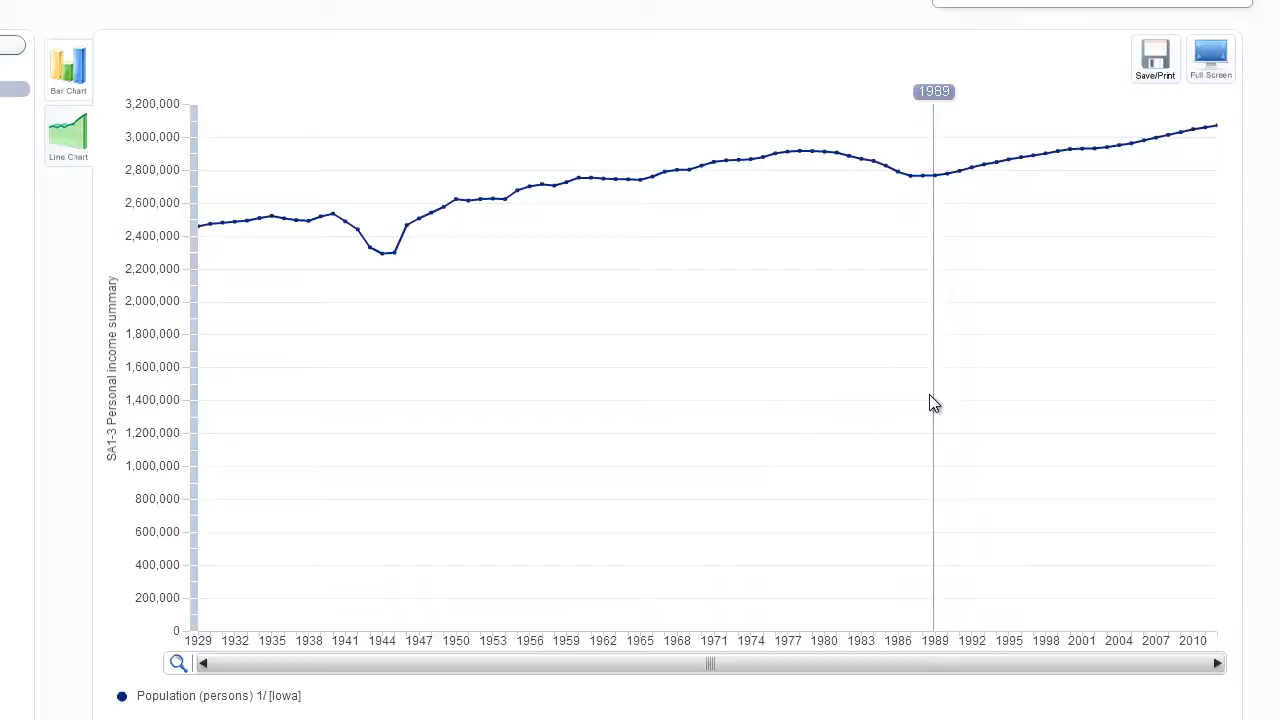 Save/Print
Full Screen
Bar Chart
Line Chart
1989
3,200,000
3,000,000
2,800,000
2,600,000
2,400,000
2,200,000
2,000,000
1,800,000
1,600,000
1,400,000
1,200,000
1,000,000
800,000
600,000
400,000
200,000
0
SA1-3 Personal income summary
1929 1932 1935 1938 1941 1944 1947 1950 1953 1956 1959 1962 1965 1968 1971 1974 1977 1980 1983 1929 1989 1992 1995 1998 2001 2004 2007 2010
Population (persons) 1/ [Iowa]